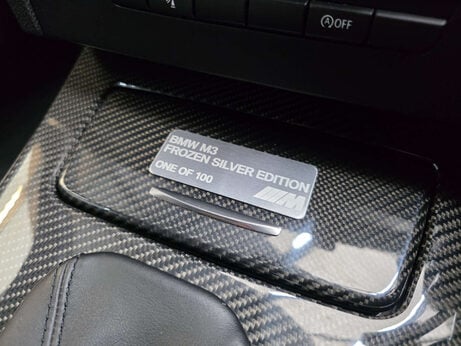 OFF
BMW M3
FROZEN SILVER EDITION
ONE OF 100
M